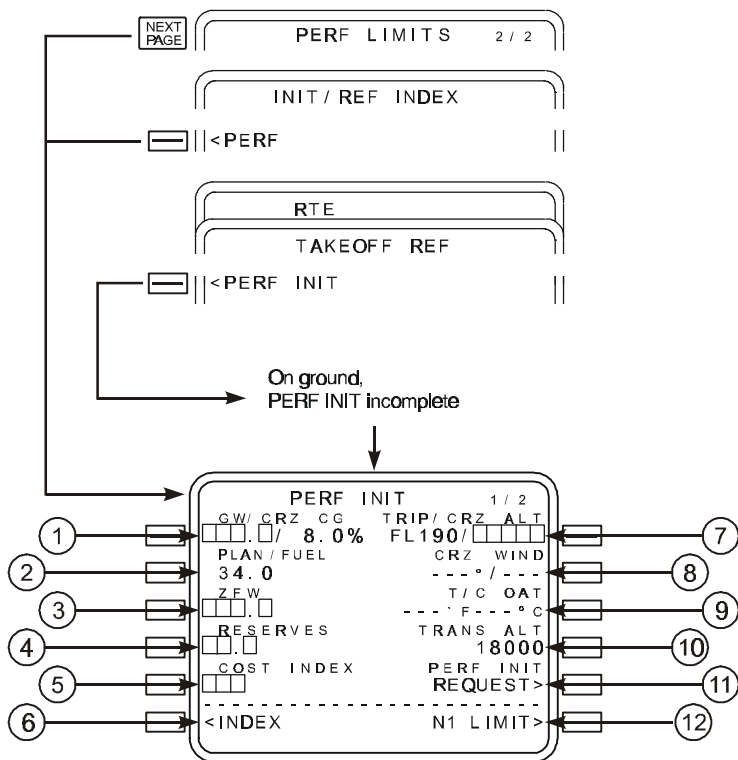 NEXT
PAGE
PERF LIMITS 2/2
INIT/REF INDEX
<PERF
RTE
TAKEOFF REF
<PERF INIT
On ground,
PERF INIT incomplete
PERF INIT 1/2
GW/CRZ CG TRIP/CRZ ALT
1 □□□.□/ 8.0% FL190/□□□□□ 7
PLAN/FUEL CRZ WIND
2 34.0 ---°/--- 8
ZFW T/C OAT
3 □□□.□ ---`F---°C 9
RESERVES TRANS ALT
4 □□.□ 18000 10
COST INDEX PERF INIT
5 □□□ REQUEST> 11
------------------------
6 <INDEX N1 LIMIT> 12